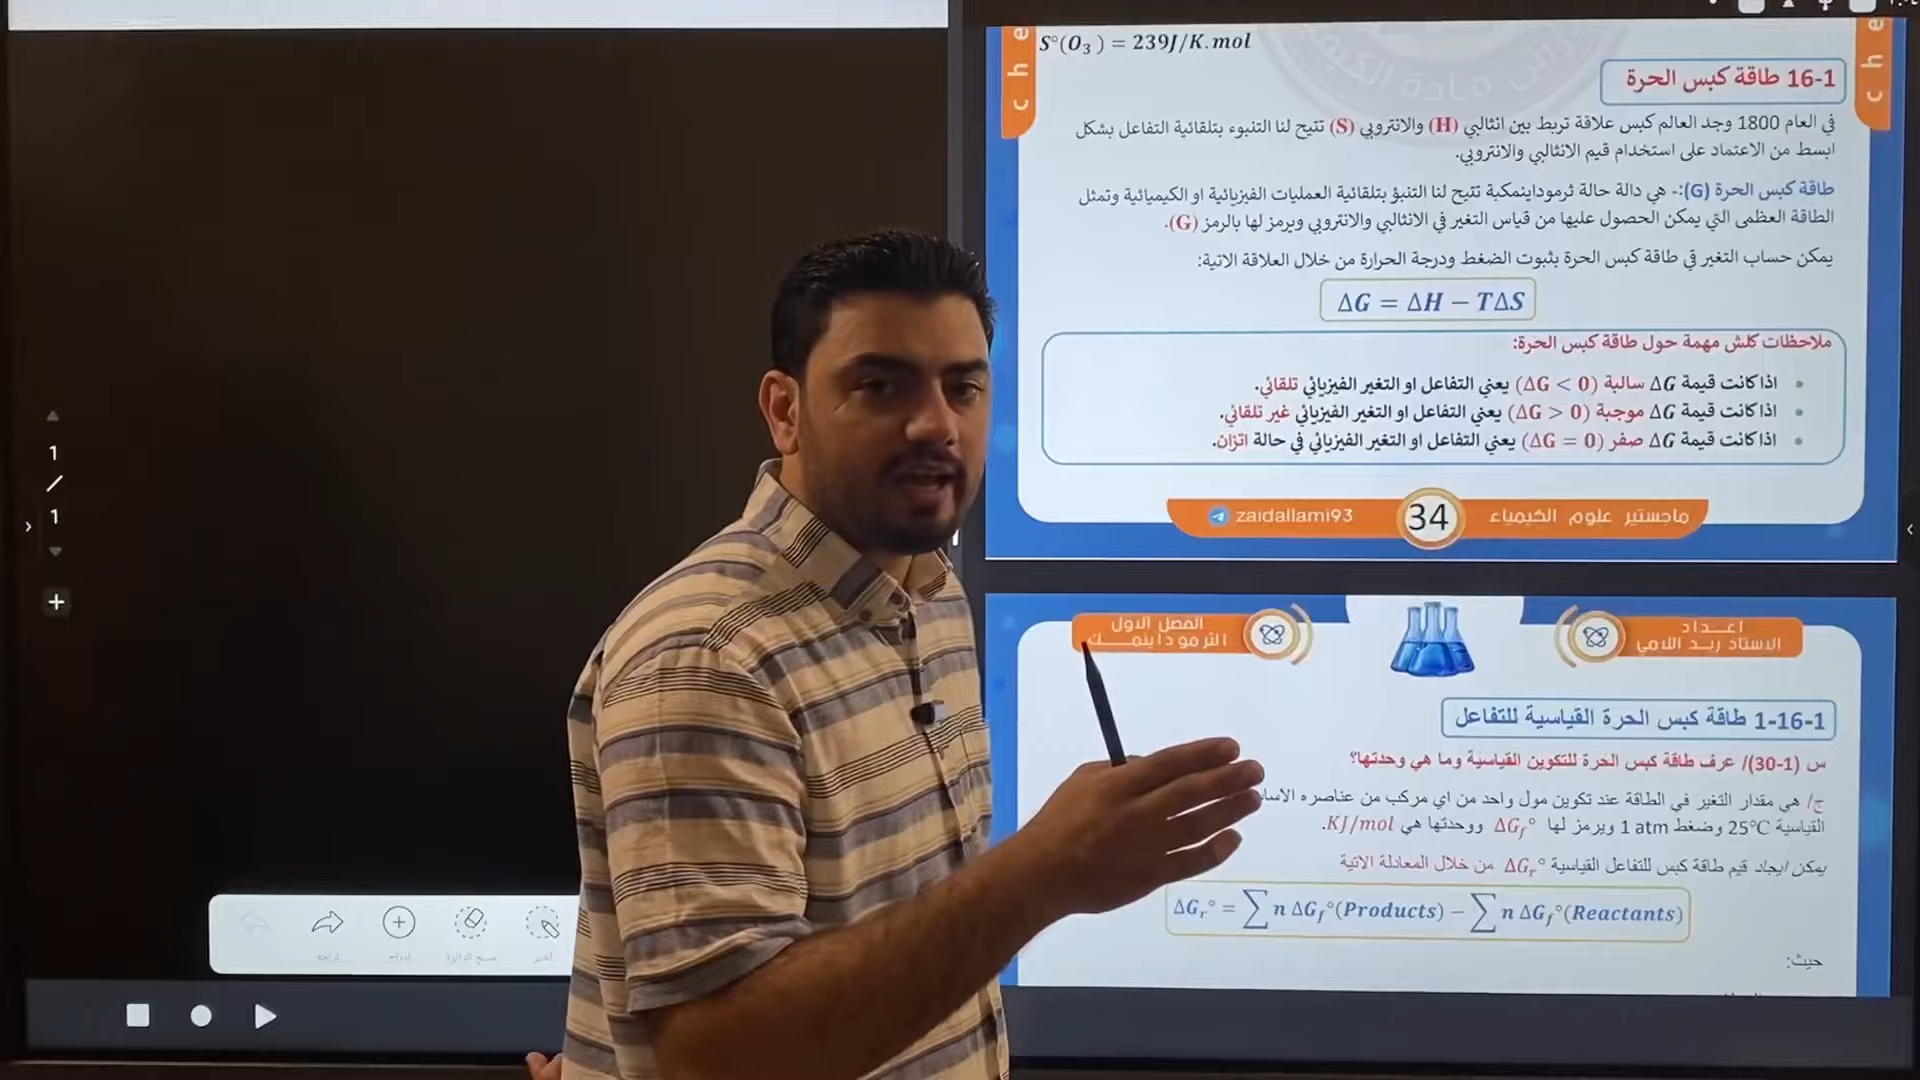 S°(O₃) = 239J/K.mol
16-1 طاقة كبس الحرة
في العام 1800 وجد العالم كبس علاقة تربط بين انثالبي (H) والانتروبي (S) تتيح لنا التنبوء بتلقائية التفاعل بشكل
ابسط من الاعتماد على استخدام قيم الانثالبي والانتروبي.
طاقة كبس الحرة (G):- هي دالة حالة ثرموداينمكية تتيح لنا التنبؤ بتلقائية العمليات الفيزيائية او الكيميائية وتمثل
الطاقة العظمى التي يمكن الحصول عليها من قياس التغير في الانثالبي والانتروبي ويرمز لها بالرمز (G).
يمكن حساب التغير في طاقة كبس الحرة بثبوت الضغط ودرجة الحرارة من خلال العلاقة الاتية:
ΔG = ΔH − TΔS
ملاحظات كلش مهمة حول طاقة كبس الحرة:
• اذا كانت قيمة ΔG سالبة (ΔG < 0) يعني التفاعل او التغير الفيزيائي تلقائي.
• اذا كانت قيمة ΔG موجبة (ΔG > 0) يعني التفاعل او التغير الفيزيائي غير تلقائي.
• اذا كانت قيمة ΔG صفر (ΔG = 0) يعني التفاعل او التغير الفيزيائي في حالة اتزان.
ماجستير علوم الكيمياء 34 zaidallami93
c h e
c h e
اعــداد
الاستاذ زيــد اللامي
الفصل الاول
الثرموداينمــك
1-16-1 طاقة كبس الحرة القياسية للتفاعل
س (1-30)/ عرف طاقة كبس الحرة للتكوين القياسية وما هي وحدتها؟
ج/ هي مقدار التغير في الطاقة عند تكوين مول واحد من اي مركب من عناصره
القياسية 25°C وضغط 1 atm ويرمز لها ΔG_f° ووحدتها هي KJ/mol.
يمكن ايجاد قيم طاقة كبس للتفاعل القياسية ΔG_r° من خلال المعادلة الاتية
ΔG_r° = ∑ n ΔG_f°(Products) − ∑ n ΔG_f°(Reactants)
حيث:
1
/
1
+